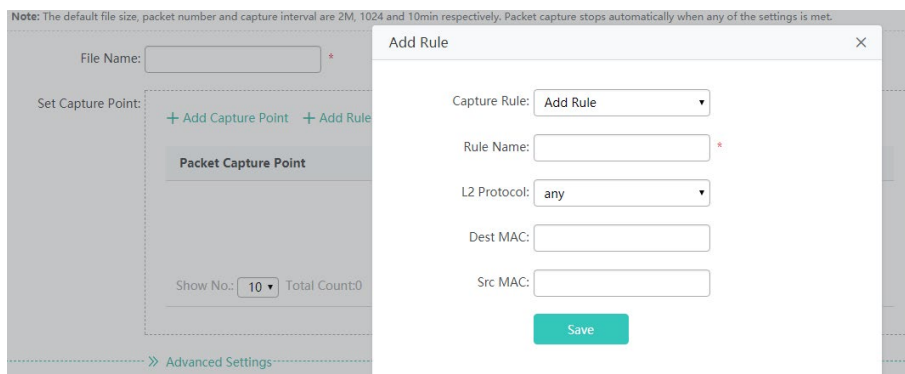 Note: The default file size, packet number and capture interval are 2M, 1024 and 10min respectively. Packet capture stops automatically when any of the settings is met.
File Name: *
Set Capture Point:
+ Add Capture Point + Add Rule
Packet Capture Point
Show No.: 10 Total Count:0
Advanced Settings
Add Rule
Capture Rule: Add Rule
Rule Name: *
L2 Protocol: any
Dest MAC:
Src MAC:
Save